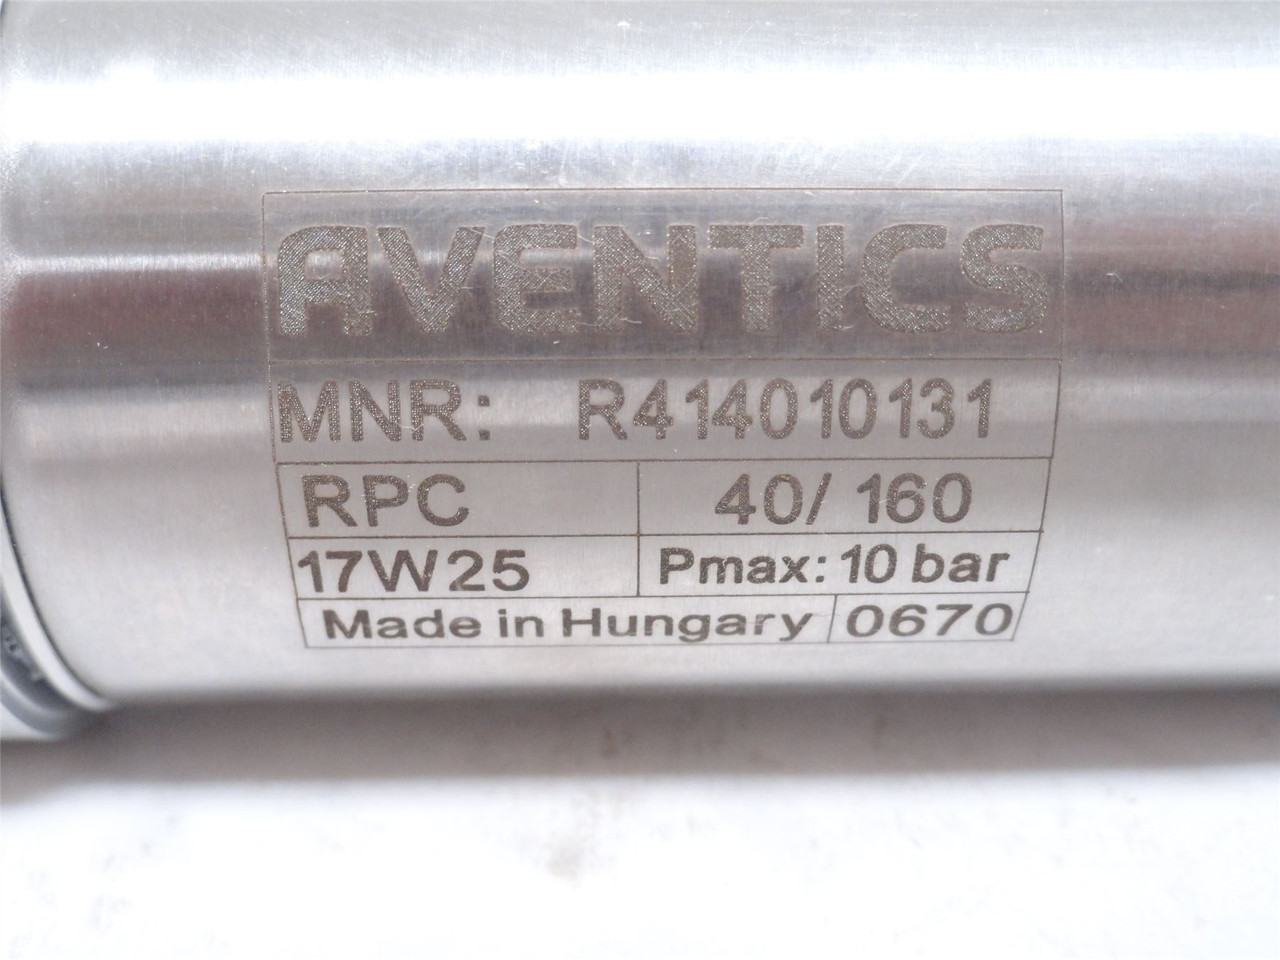 AVENTICS
MNR: R414010131
RPC 40/ 160
17W25 Pmax: 10 bar
Made in Hungary 0670